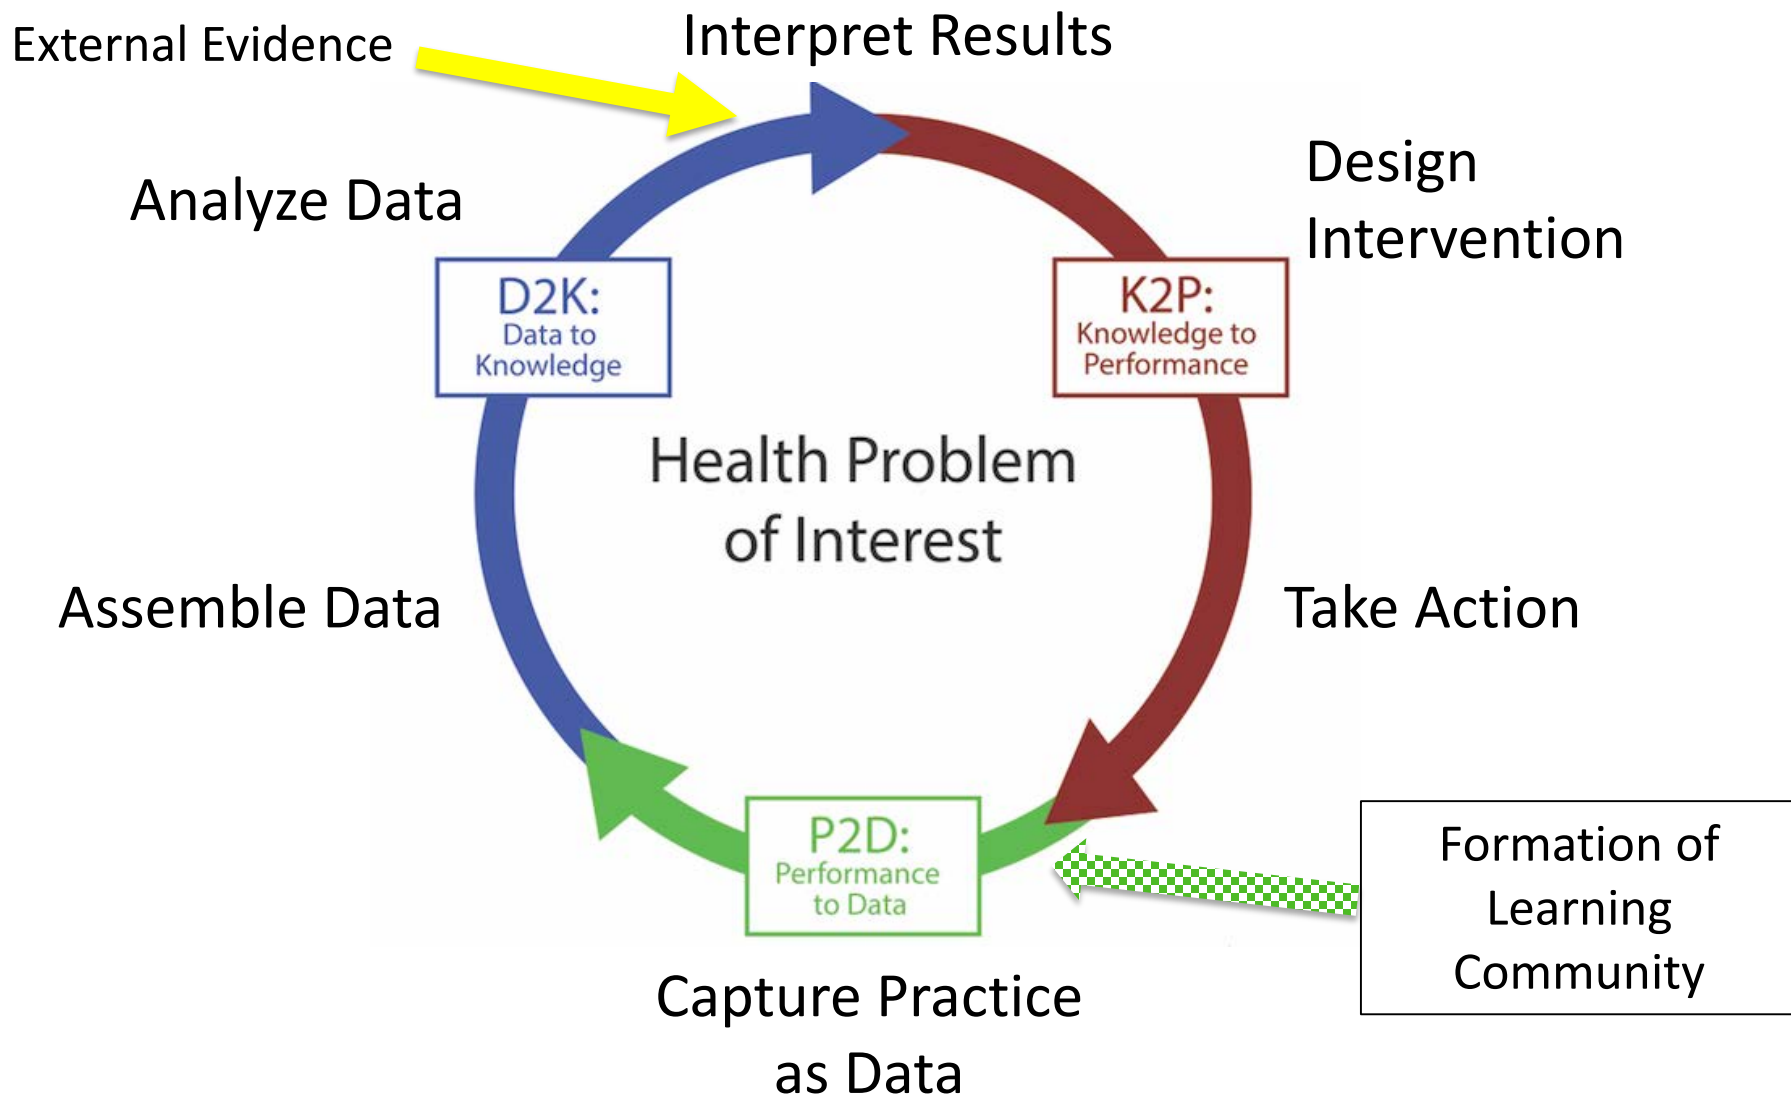 External Evidence
Interpret Results
Analyze Data
Design
Intervention
D2K:
Data to
Knowledge
K2P:
Knowledge to
Performance
Health Problem
of Interest
Assemble Data
Take Action
P2D:
Performance
to Data
Formation of
Learning
Community
Capture Practice
as Data